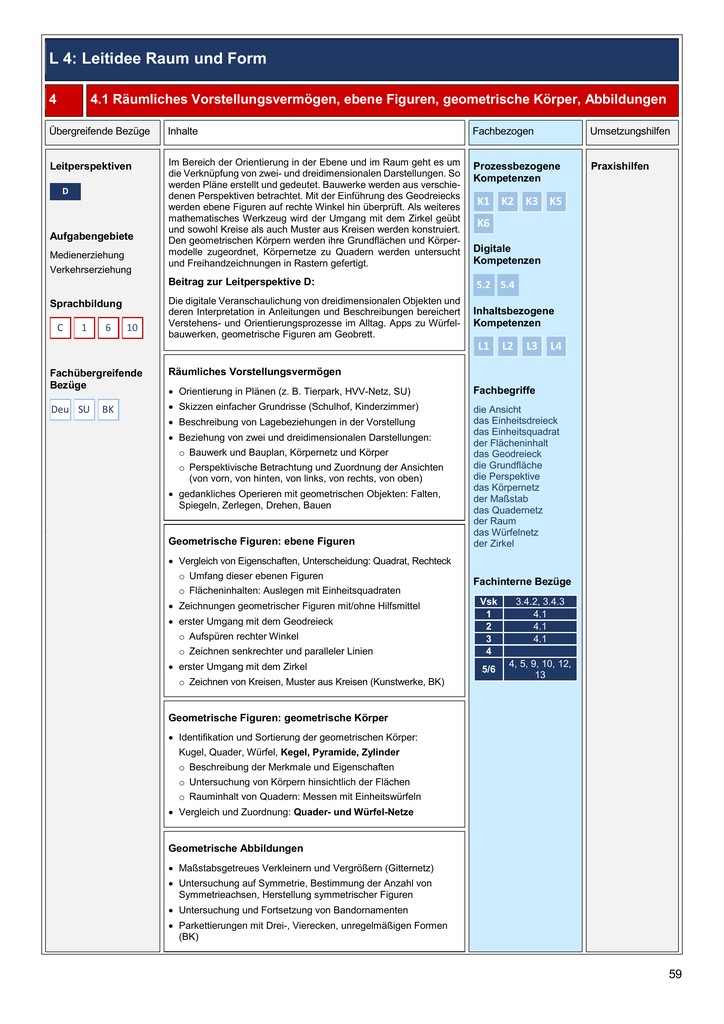 L 4: Leitidee Raum und Form
4
4.1 Räumliches Vorstellungsvermögen, ebene Figuren, geometrische Körper, Abbildungen
Übergreifende Bezüge
Inhalte
Fachbezogen
Umsetzungshilfen
Leitperspektiven
D
Aufgabengebiete
Medienerziehung
Verkehrserziehung
Sprachbildung
C 1 6 10
Fachübergreifende
Bezüge
Deu SU BK
Im Bereich der Orientierung in der Ebene und im Raum geht es um
die Verknüpfung von zwei- und dreidimensionalen Darstellungen. So
werden Pläne erstellt und gedeutet. Bauwerke werden aus verschie-
denen Perspektiven betrachtet. Mit der Einführung des Geodreiecks
werden ebene Figuren auf rechte Winkel hin überprüft. Als weiteres
mathematisches Werkzeug wird der Umgang mit dem Zirkel geübt
und sowohl Kreise als auch Muster aus Kreisen werden konstruiert.
Den geometrischen Körpern werden ihre Grundflächen und Körper-
modelle zugeordnet, Körpernetze zu Quadern werden untersucht
und Freihandzeichnungen in Rastern gefertigt.
Beitrag zur Leitperspektive D:
Die digitale Veranschaulichung von dreidimensionalen Objekten und
deren Interpretation in Anleitungen und Beschreibungen bereichert
Verstehens- und Orientierungsprozesse im Alltag. Apps zu Würfel-
bauwerken, geometrische Figuren am Geobrett.
Räumliches Vorstellungsvermögen
• Orientierung in Plänen (z. B. Tierpark, HVV-Netz, SU)
• Skizzen einfacher Grundrisse (Schulhof, Kinderzimmer)
• Beschreibung von Lagebeziehungen in der Vorstellung
• Beziehung von zwei und dreidimensionalen Darstellungen:
o Bauwerk und Bauplan, Körpernetz und Körper
o Perspektivische Betrachtung und Zuordnung der Ansichten
(von vorn, von hinten, von links, von rechts, von oben)
• gedankliches Operieren mit geometrischen Objekten: Falten,
Spiegeln, Zerlegen, Drehen, Bauen
Geometrische Figuren: ebene Figuren
• Vergleich von Eigenschaften, Unterscheidung: Quadrat, Rechteck
o Umfang dieser ebenen Figuren
o Flächeninhalten: Auslegen mit Einheitsquadraten
• Zeichnungen geometrischer Figuren mit/ohne Hilfsmittel
• erster Umgang mit dem Geodreieck
o Aufspüren rechter Winkel
o Zeichnen senkrechter und paralleler Linien
• erster Umgang mit dem Zirkel
o Zeichnen von Kreisen, Muster aus Kreisen (Kunstwerke, BK)
Geometrische Figuren: geometrische Körper
• Identifikation und Sortierung der geometrischen Körper:
Kugel, Quader, Würfel, Kegel, Pyramide, Zylinder
o Beschreibung der Merkmale und Eigenschaften
o Untersuchung von Körpern hinsichtlich der Flächen
o Rauminhalt von Quadern: Messen mit Einheitswürfeln
• Vergleich und Zuordnung: Quader- und Würfel-Netze
Geometrische Abbildungen
• Maßstabsgetreues Verkleinern und Vergrößern (Gitternetz)
• Untersuchung auf Symmetrie, Bestimmung der Anzahl von
Symmetrieachsen, Herstellung symmetrischer Figuren
• Untersuchung und Fortsetzung von Bandornamenten
• Parkettierungen mit Drei-, Vierecken, unregelmäßigen Formen
(BK)
Prozessbezogene
Kompetenzen
K1 K2 K3 K5
K6
Digitale
Kompetenzen
5.2 5.4
Inhaltsbezogene
Kompetenzen
L1 L2 L3 L4
Fachbegriffe
die Ansicht
das Einheitsdreieck
das Einheitsquadrat
der Flächeninhalt
das Geodreieck
die Grundfläche
die Perspektive
das Körpernetz
der Maßstab
das Quadernetz
der Raum
das Würfelnetz
der Zirkel
Fachinterne Bezüge
Vsk 3.4.2, 3.4.3
1 4.1
2 4.1
3 4.1
4
5/6 4, 5, 9, 10, 12,
13
Praxishilfen
59